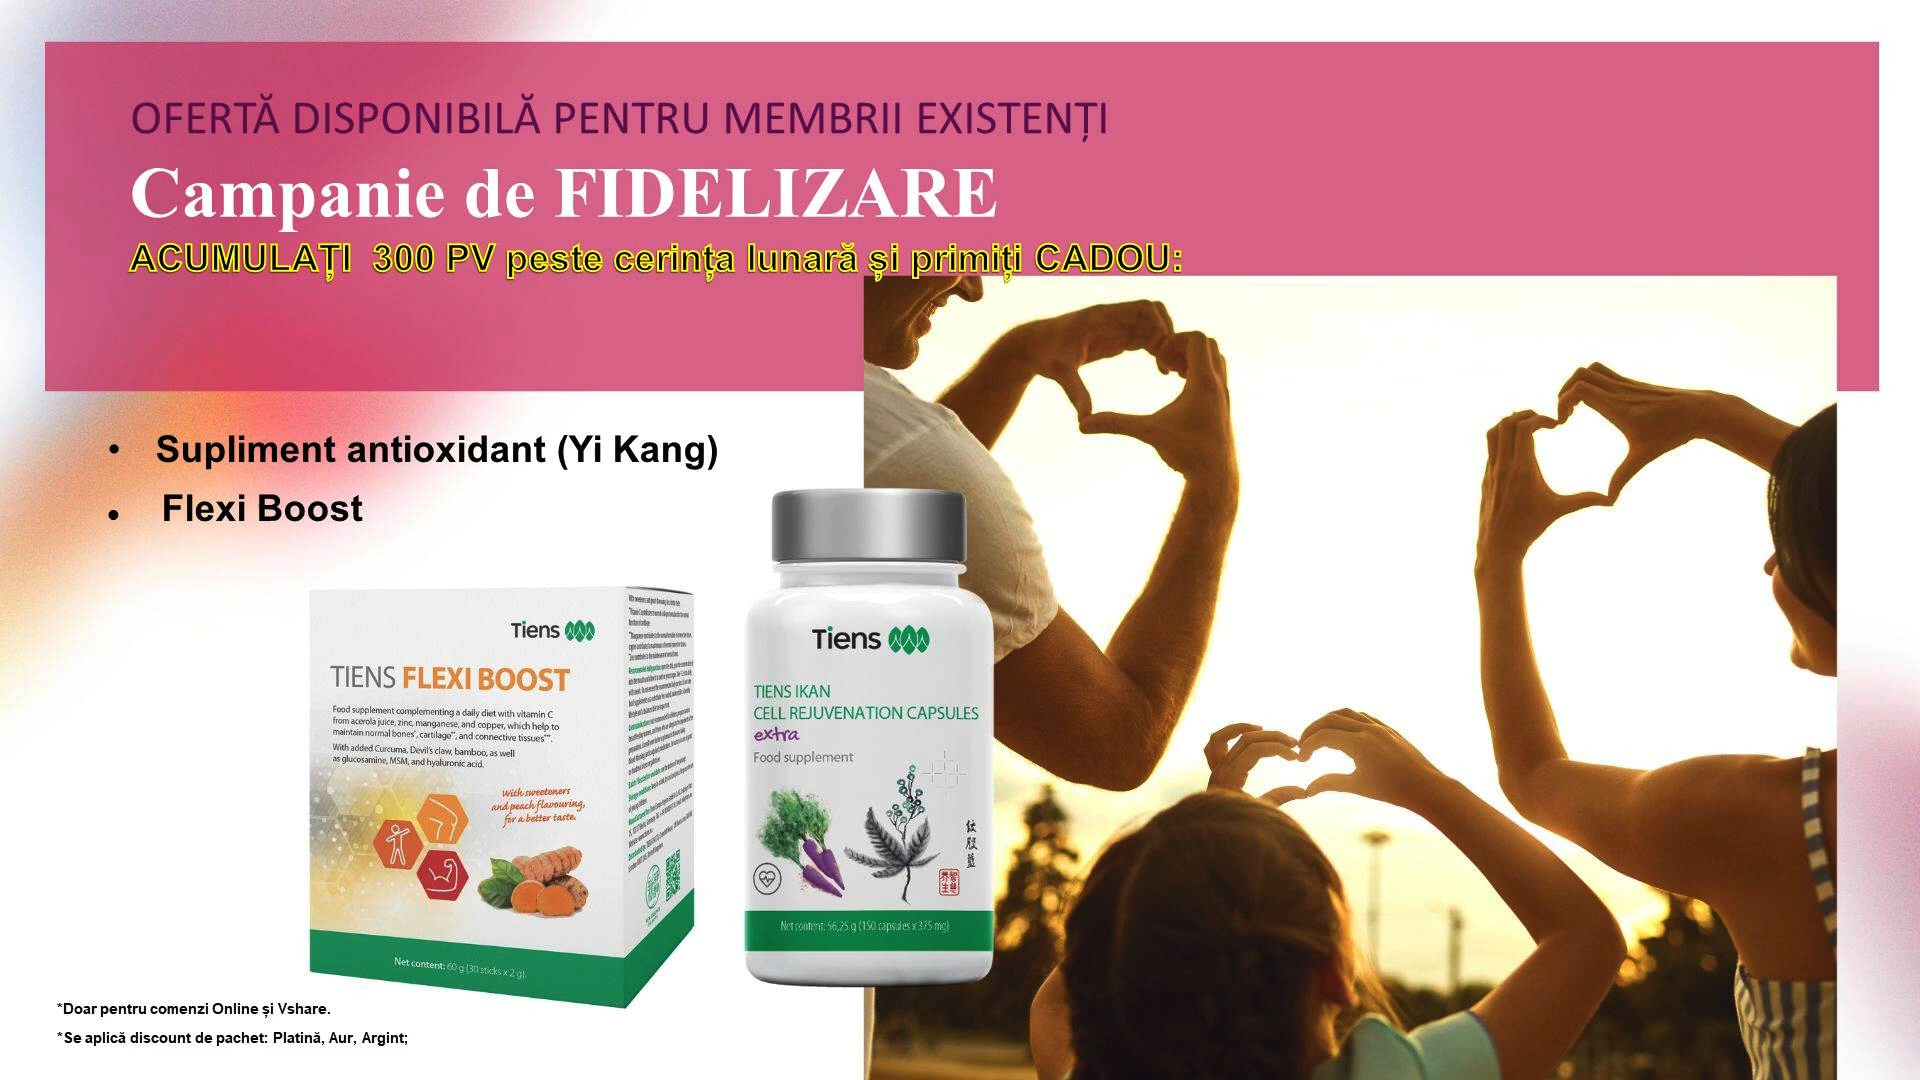 OFERTĂ DISPONIBILĂ PENTRU MEMBRII EXISTENȚI
Campanie de FIDELIZARE
ACUMULAȚI  300 PV peste cerința lunară și primiți CADOU:
• Supliment antioxidant (Yi Kang)
• Flexi Boost
Tiens
TIENS FLEXI BOOST
Food supplement complementing a daily diet with vitamin C
from acerola juice, zinc, manganese, and copper, which help to
maintain normal bones*, cartilage**, and connective tissues***.
With added Curcuma, Devil's claw, bamboo, as well
as glucosamine, MSM, and hyaluronic acid.
With sweeteners
and peach flavouring,
for a better taste.
Net content: 60 g (30 sticks x 2 g).
Tiens
TIENS IKAN
CELL REJUVENATION CAPSULES
extra
Food supplement
Net content: 56,25 g (150 capsules x 375 mg)
*Doar pentru comenzi Online și Vshare.
*Se aplică discount de pachet: Platină, Aur, Argint;